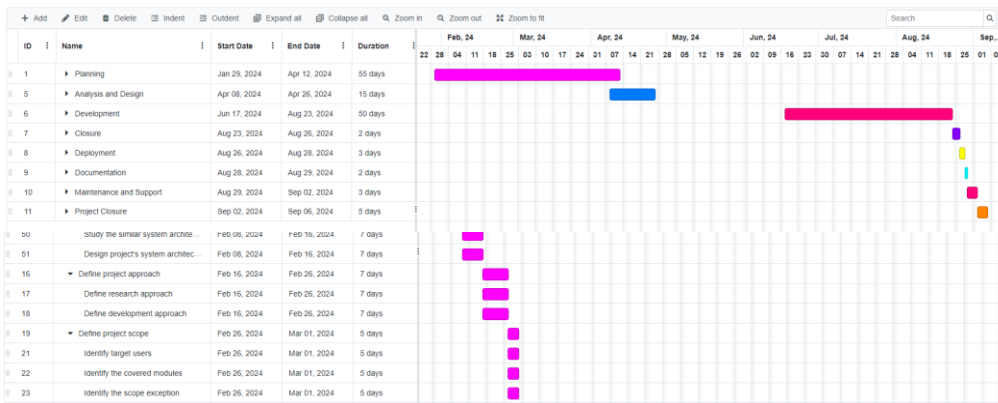 Add Edit Delete Indent Outdent Expand all Collapse all Zoom in Zoom out Zoom to fit Search
Feb, 24 Mar, 24 Apr, 24 May, 24 Jun, 24 Jul, 24 Aug, 24 Sep,
ID Name Start Date End Date Duration
22 28 04 11 18 25 03 10 17 24 31 07 14 21 28 05 12 19 26 02 09 16 23 30 07 14 21 28 04 11 18 25 01
1 Planning Jan 29, 2024 Apr 12, 2024 55 days
5 Analysis and Design Apr 08, 2024 Apr 26, 2024 15 days
6 Development Jun 17, 2024 Aug 23, 2024 50 days
7 Closure Aug 23, 2024 Aug 26, 2024 2 days
8 Deployment Aug 26, 2024 Aug 28, 2024 3 days
9 Documentation Aug 28, 2024 Aug 29, 2024 2 days
10 Maintenance and Support Aug 29, 2024 Sep 02, 2024 3 days
11 Project Closure Sep 02, 2024 Sep 06, 2024 5 days
50 Study the similar system archite... Feb 08, 2024 Feb 16, 2024 7 days
51 Design project's system architec... Feb 08, 2024 Feb 16, 2024 7 days
16 Define project approach Feb 16, 2024 Feb 26, 2024 7 days
17 Define research approach Feb 16, 2024 Feb 26, 2024 7 days
18 Define development approach Feb 16, 2024 Feb 26, 2024 7 days
19 Define project scope Feb 26, 2024 Mar 01, 2024 5 days
21 Identify target users Feb 26, 2024 Mar 01, 2024 5 days
22 Identify the covered modules Feb 26, 2024 Mar 01, 2024 5 days
23 Identify the scope exception Feb 26, 2024 Mar 01, 2024 5 days